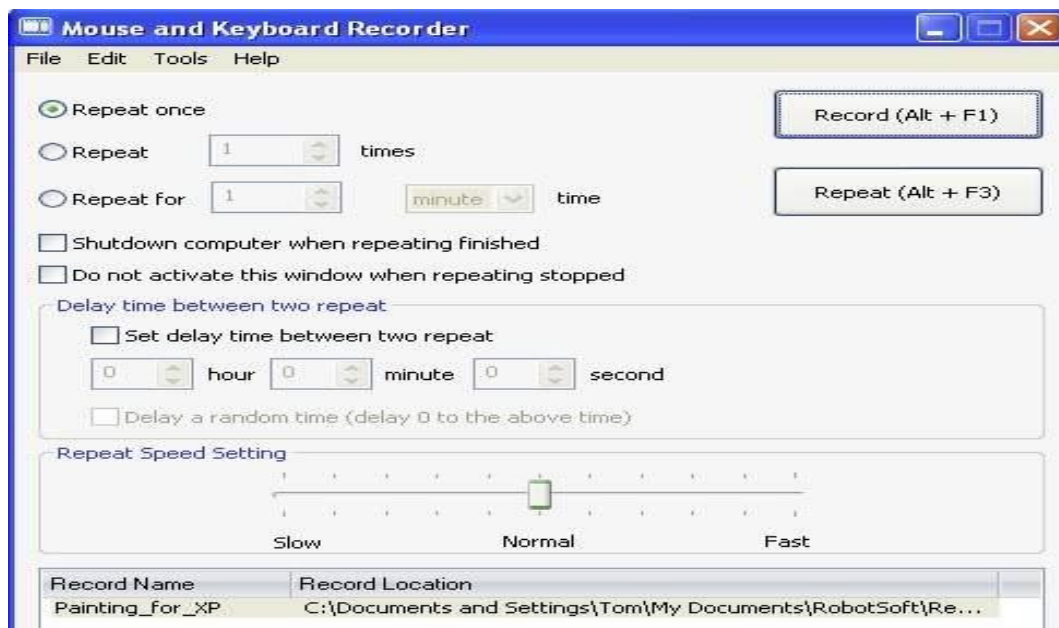 Mouse and Keyboard Recorder
File Edit Tools Help
Repeat once
Record (Alt + F1)
Repeat 1 times
Repeat for 1 minute time
Repeat (Alt + F3)
Shutdown computer when repeating finished
Do not activate this window when repeating stopped
Delay time between two repeat
Set delay time between two repeat
0 hour 0 minute 0 second
Delay a random time (delay 0 to the above time)
Repeat Speed Setting
Slow Normal Fast
Record Name Record Location
Painting_for_XP C:\Documents and Settings\Tom\My Documents\RobotSoft\Re...